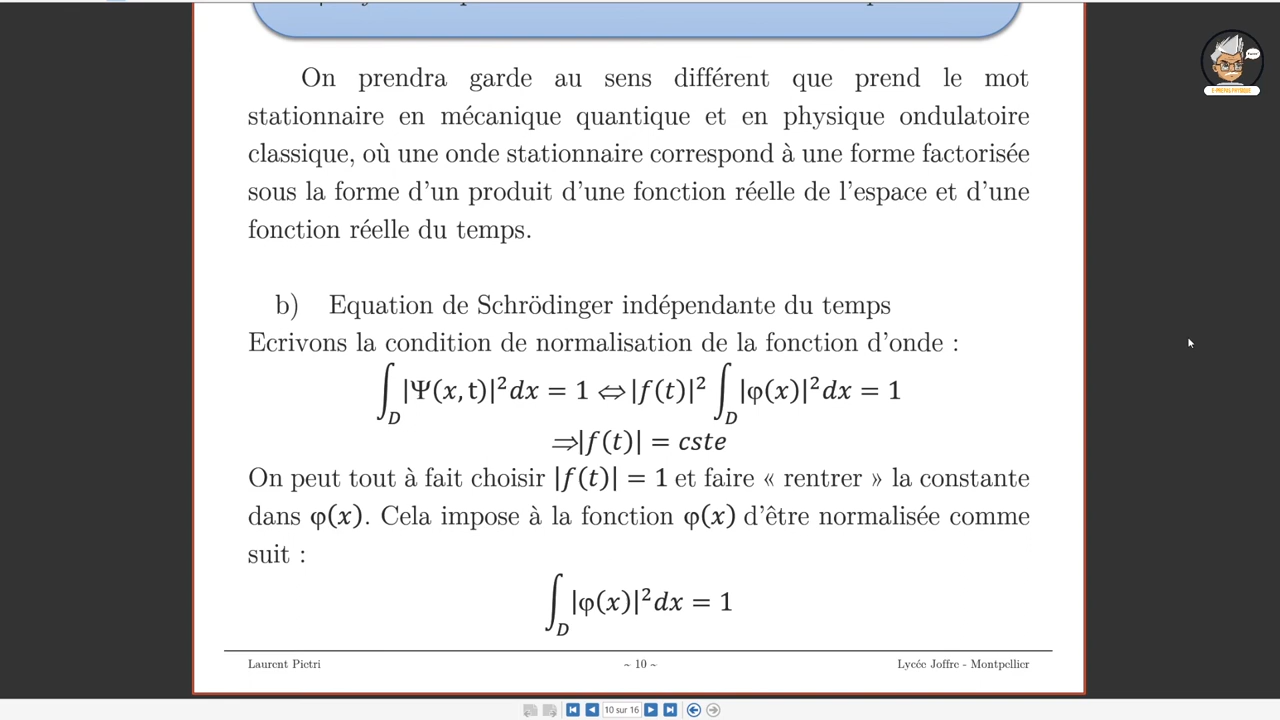 On prendra garde au sens différent que prend le mot
stationnaire en mécanique quantique et en physique ondulatoire
classique, où une onde stationnaire correspond à une forme factorisée
sous la forme d'un produit d'une fonction réelle de l'espace et d'une
fonction réelle du temps.
b) Equation de Schrödinger indépendante du temps
Ecrivons la condition de normalisation de la fonction d'onde :
∫_D |Ψ(x,t)|²dx = 1 ⇔ |f(t)|² ∫_D |φ(x)|²dx = 1
⇒|f(t)| = cste
On peut tout à fait choisir |f(t)| = 1 et faire « rentrer » la constante
dans φ(x). Cela impose à la fonction φ(x) d'être normalisée comme
suit :
∫_D |φ(x)|²dx = 1
Laurent Pietri ~ 10 ~ Lycée Joffre - Montpellier
10 sur 16